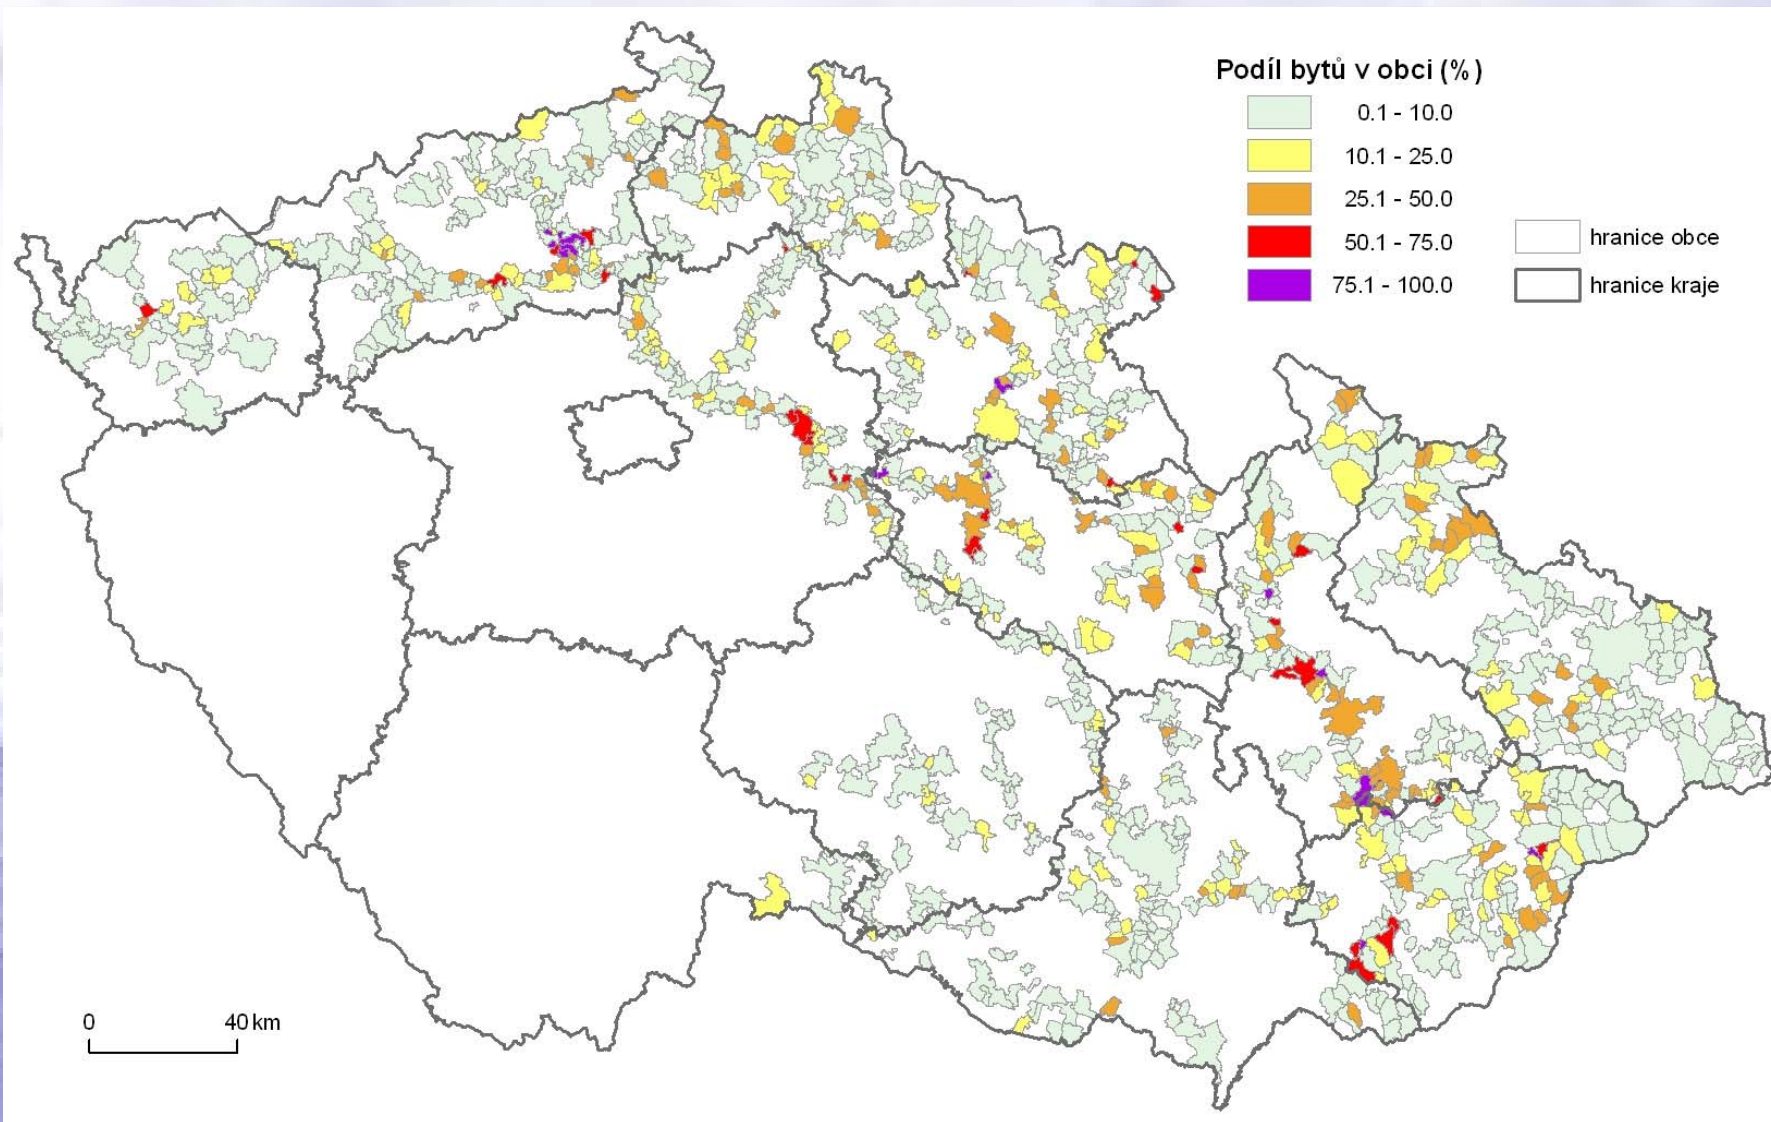 Podíl bytů v obci (%)
0.1 - 10.0
10.1 - 25.0
25.1 - 50.0
50.1 - 75.0
75.1 - 100.0
hranice obce
hranice kraje
0 40 km